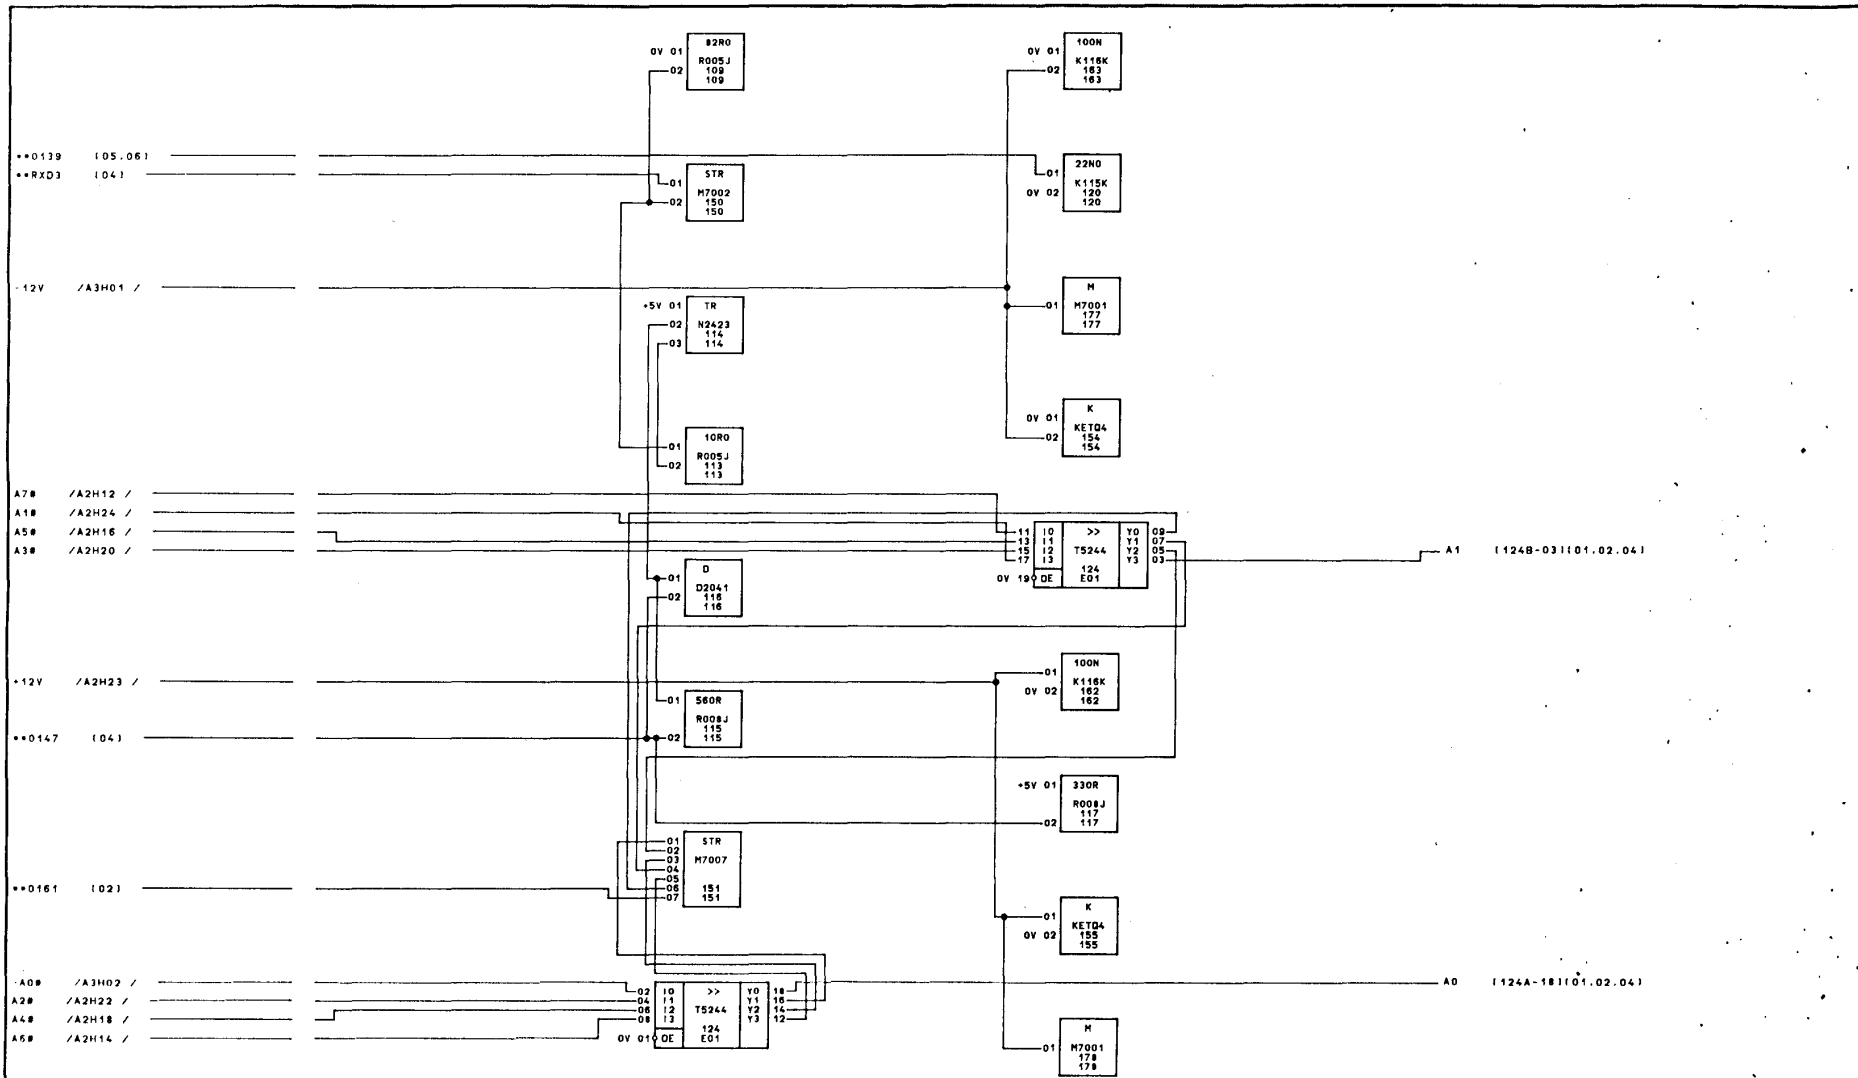 0V 01 82R0
02 R005J
109
109
0V 01 100N
02 K116K
163
163
**0139 (05.06)
**RXD3 (04)
01 STR
M7002
02 150
150
22N0
01 K115K
0V 02 120
120
-12V /A3H01 /
+5V 01 TR
02 N2423
114
03 114
M
01 M7001
177
177
10R0
01 R005J
02 113
113
K
0V 01 KETQ4
02 154
154
A7# /A2H12 /
A1# /A2H24 /
A5# /A2H16 /
A3# /A2H20 /
11 I0 >> Y0 09
13 I1 Y1 07
15 I2 T5244 Y2 05
17 I3 Y3 03
124
0V 19 OE E01
A1 (124B-03)(01.02.04)
D
01 D2041
02 116
116
+12V /A2H23 /
100N
01 K116K
0V 02 162
162
01 560R
R008J
115
02 115
**0147 (04)
+5V 01 330R
R008J
117
02 117
01 STR
02
03 M7007
04
05
06 151
07 151
**0161 (02)
K
01 KETQ4
0V 02 155
155
-A0# /A3H02 /
A2# /A2H22 /
A4# /A2H18 /
A6# /A2H14 /
02 I0 >> Y0 18
04 I1 Y1 16
06 I2 T5244 Y2 14
08 I3 Y3 12
124
0V 01 OE E01
A0 (124A-18)(01.02.04)
M
01 M7001
178
178